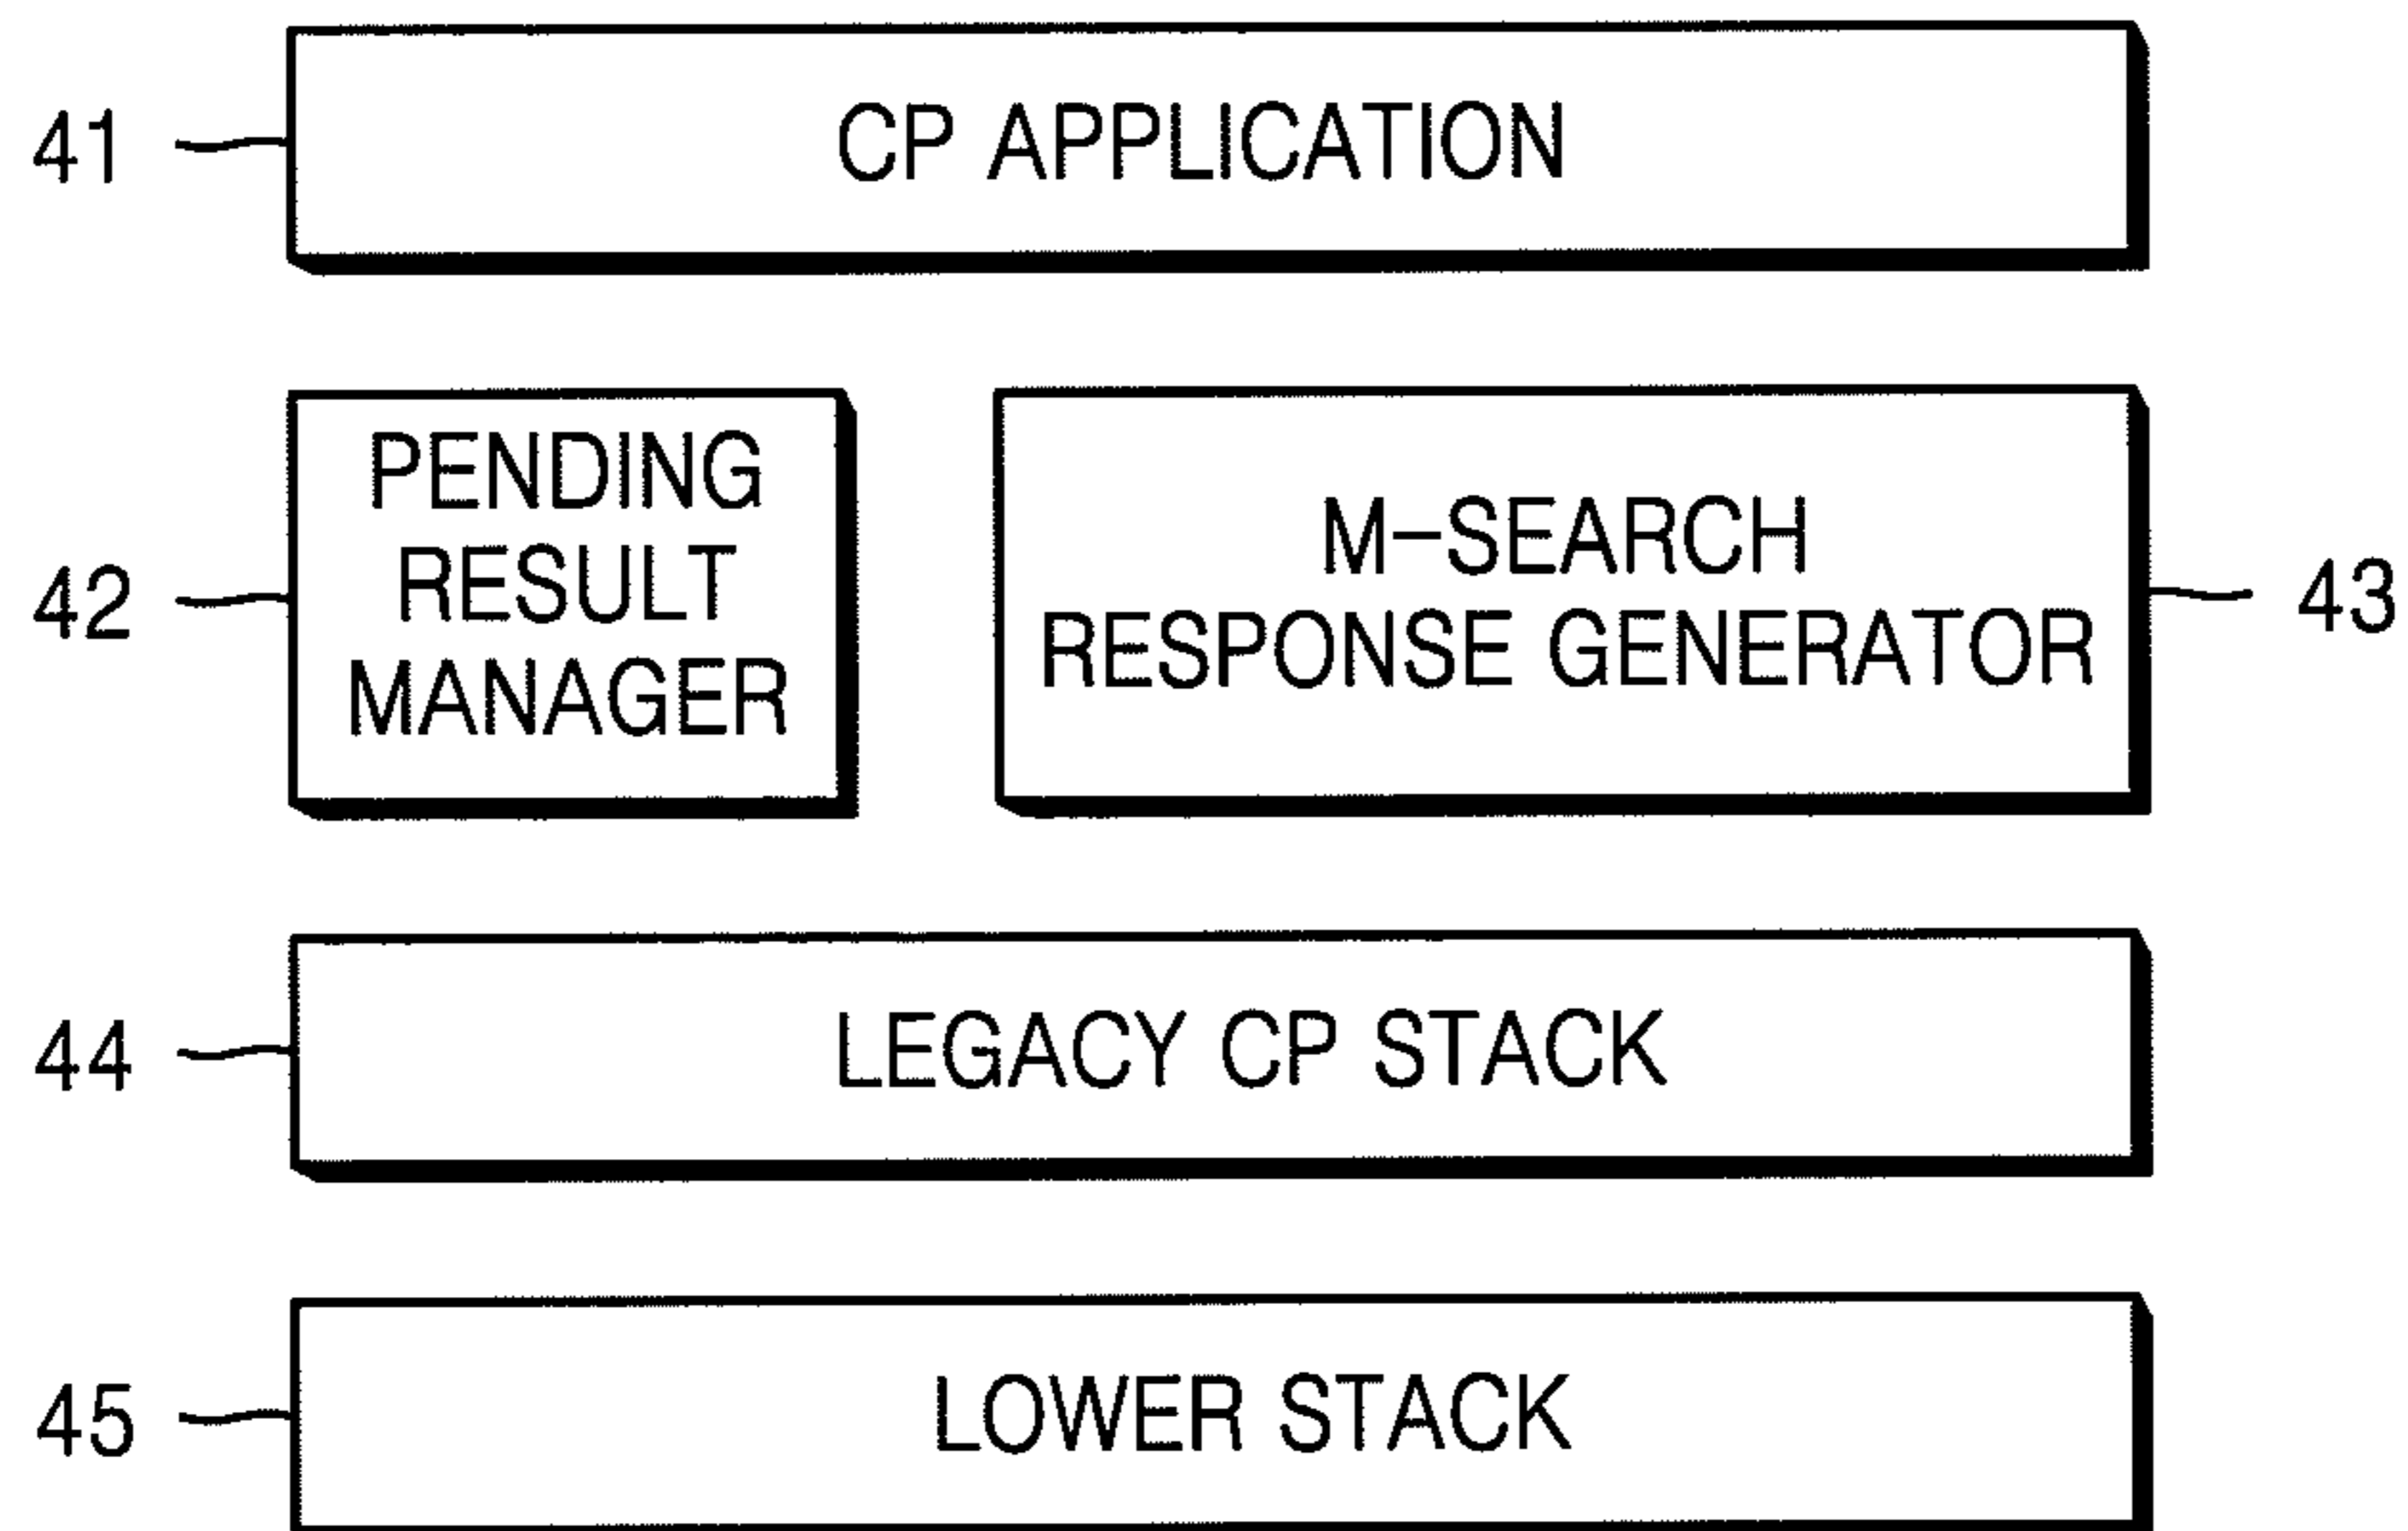 41
CP APPLICATION
PENDING
RESULT
MANAGER
42
M-SEARCH
RESPONSE GENERATOR
43
44
LEGACY CP STACK
45
LOWER STACK